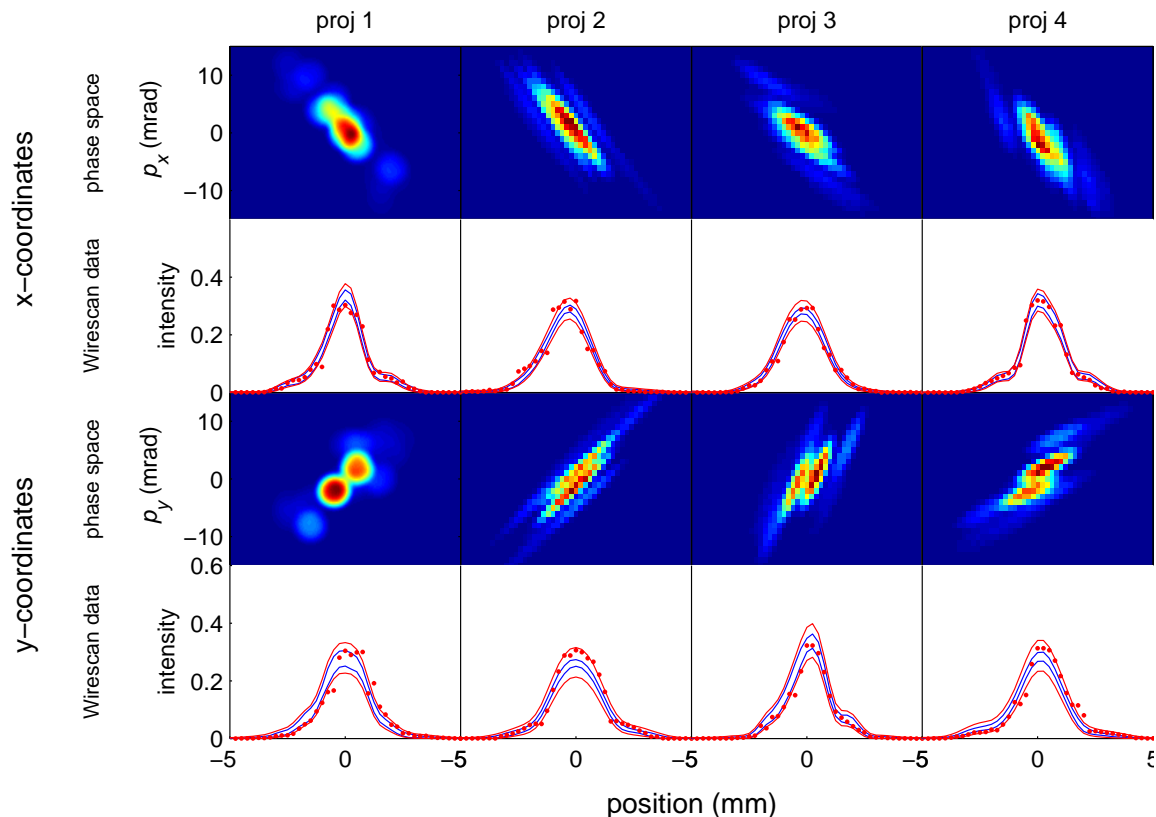 proj 1 proj 2 proj 3 proj 4
x−coordinates
phase space
p_x (mrad)
10
0
−10
Wirescan data
intensity
0.4
0.2
0
y−coordinates
phase space
p_y (mrad)
10
0
−10
Wirescan data
intensity
0.6
0.4
0.2
0
−5 0 −5 0 −5 0 −5 0 5
position (mm)